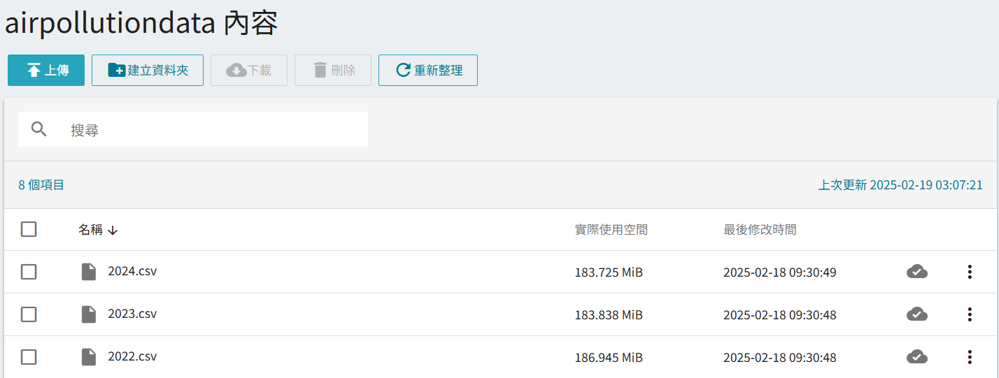 airpollutiondata 內容
上傳 建立資料夾 下載 刪除 重新整理
搜尋
8 個項目 上次更新 2025-02-19 03:07:21
名稱 實際使用空間 最後修改時間
2024.csv 183.725 MiB 2025-02-18 09:30:49
2023.csv 183.838 MiB 2025-02-18 09:30:48
2022.csv 186.945 MiB 2025-02-18 09:30:48